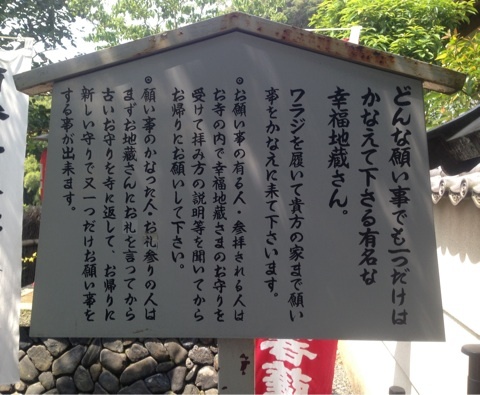 どんな願い事でも一つだけは
かなえて下さる有名な
幸福地蔵さん。
ワラジを履いて貴方の家まで願い
事をかなえに来て下さいます。
◎お願い事の有る人・参拝される人は
お寺の内で幸福地蔵さまのお守りを
受けて拝み方の説明等を聞いてから
お帰りにお願いして下さい。
◎願い事のかなった人・お礼参りの人は
まずお地蔵さんにお礼を言ってから
古いお守りを寺に返して、お帰りに
新しい守りで又一つだけお願い事を
する事が出来ます。